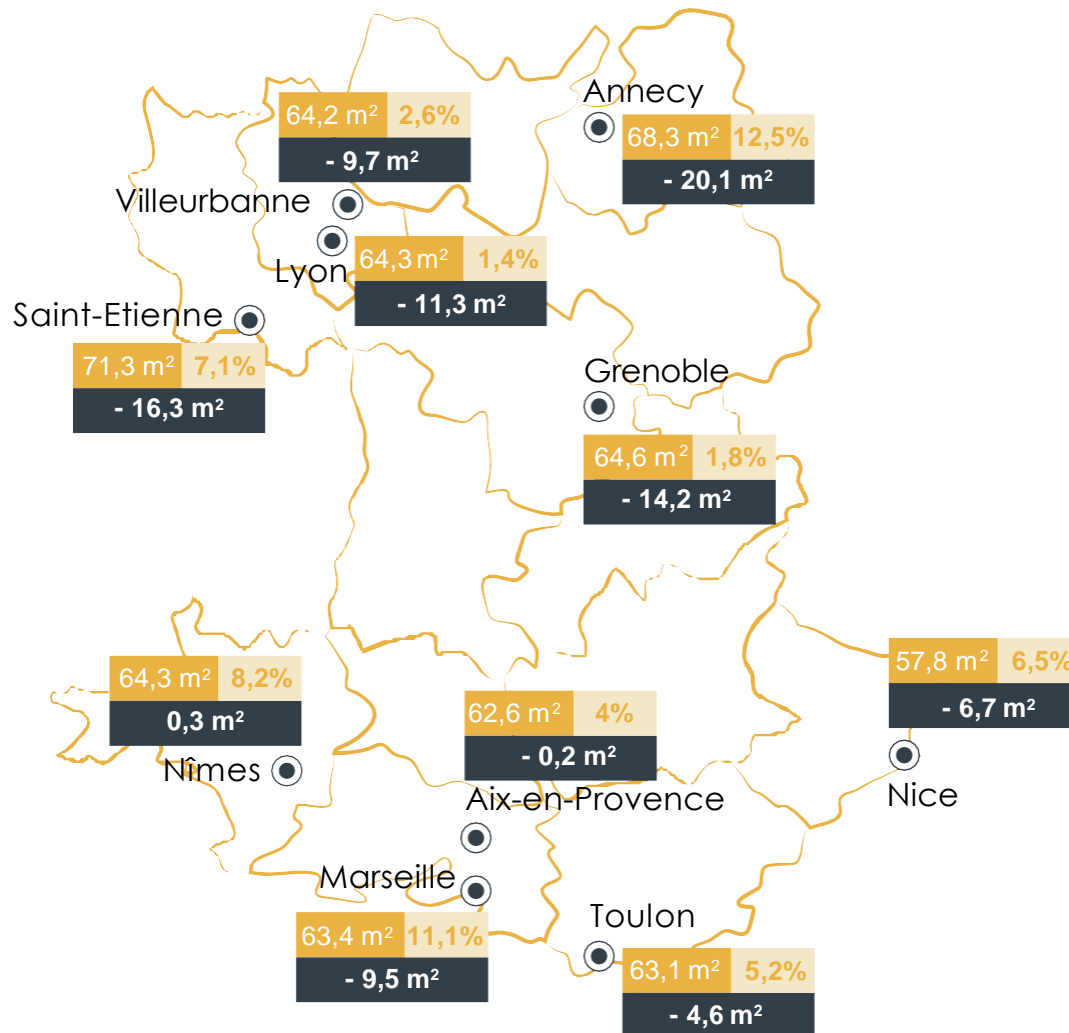 Annecy
68,3 m² 12,5%
- 20,1 m²
64,2 m² 2,6%
- 9,7 m²
Villeurbanne
Lyon
64,3 m² 1,4%
- 11,3 m²
Saint-Etienne
71,3 m² 7,1%
- 16,3 m²
Grenoble
64,6 m² 1,8%
- 14,2 m²
64,3 m² 8,2%
0,3 m²
Nîmes
62,6 m² 4%
- 0,2 m²
Aix-en-Provence
57,8 m² 6,5%
- 6,7 m²
Nice
Marseille
63,4 m² 11,1%
- 9,5 m²
Toulon
63,1 m² 5,2%
- 4,6 m²